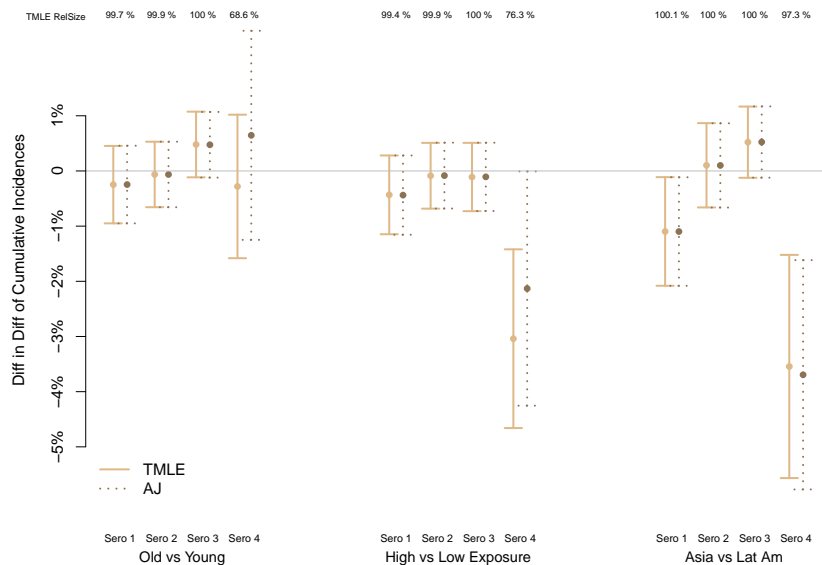 TMLE RelSize 99.7 % 99.9 % 100 % 68.6 % 99.4 % 99.9 % 100 % 76.3 % 100.1 % 100 % 100 % 97.3 %
Diff in Diff of Cumulative Incidences
1%
0
−1%
−2%
−3%
−4%
−5%
TMLE
AJ
Sero 1 Sero 2 Sero 3 Sero 4 Sero 1 Sero 2 Sero 3 Sero 4 Sero 1 Sero 2 Sero 3 Sero 4
Old vs Young High vs Low Exposure Asia vs Lat Am